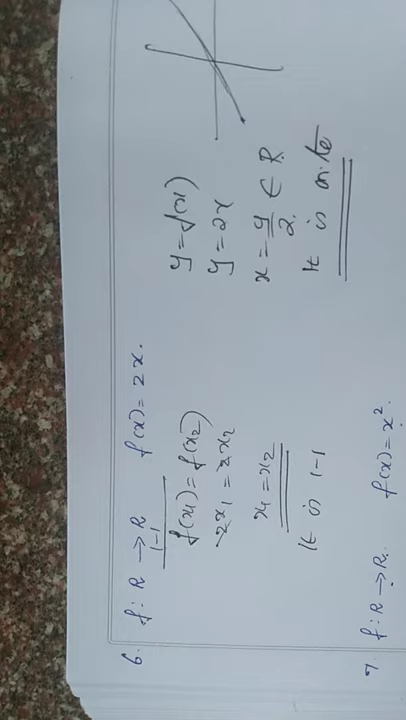 6. f : R → R f(x) = 2x.
1-1
f(x₁) = f(x₂)
2x₁ = 2x₂
x₁ = x₂
It is 1-1
y = f(x)
y = 2x
x = y/2 ∈ R
It is onto
7. f : R → R. f(x) = x².